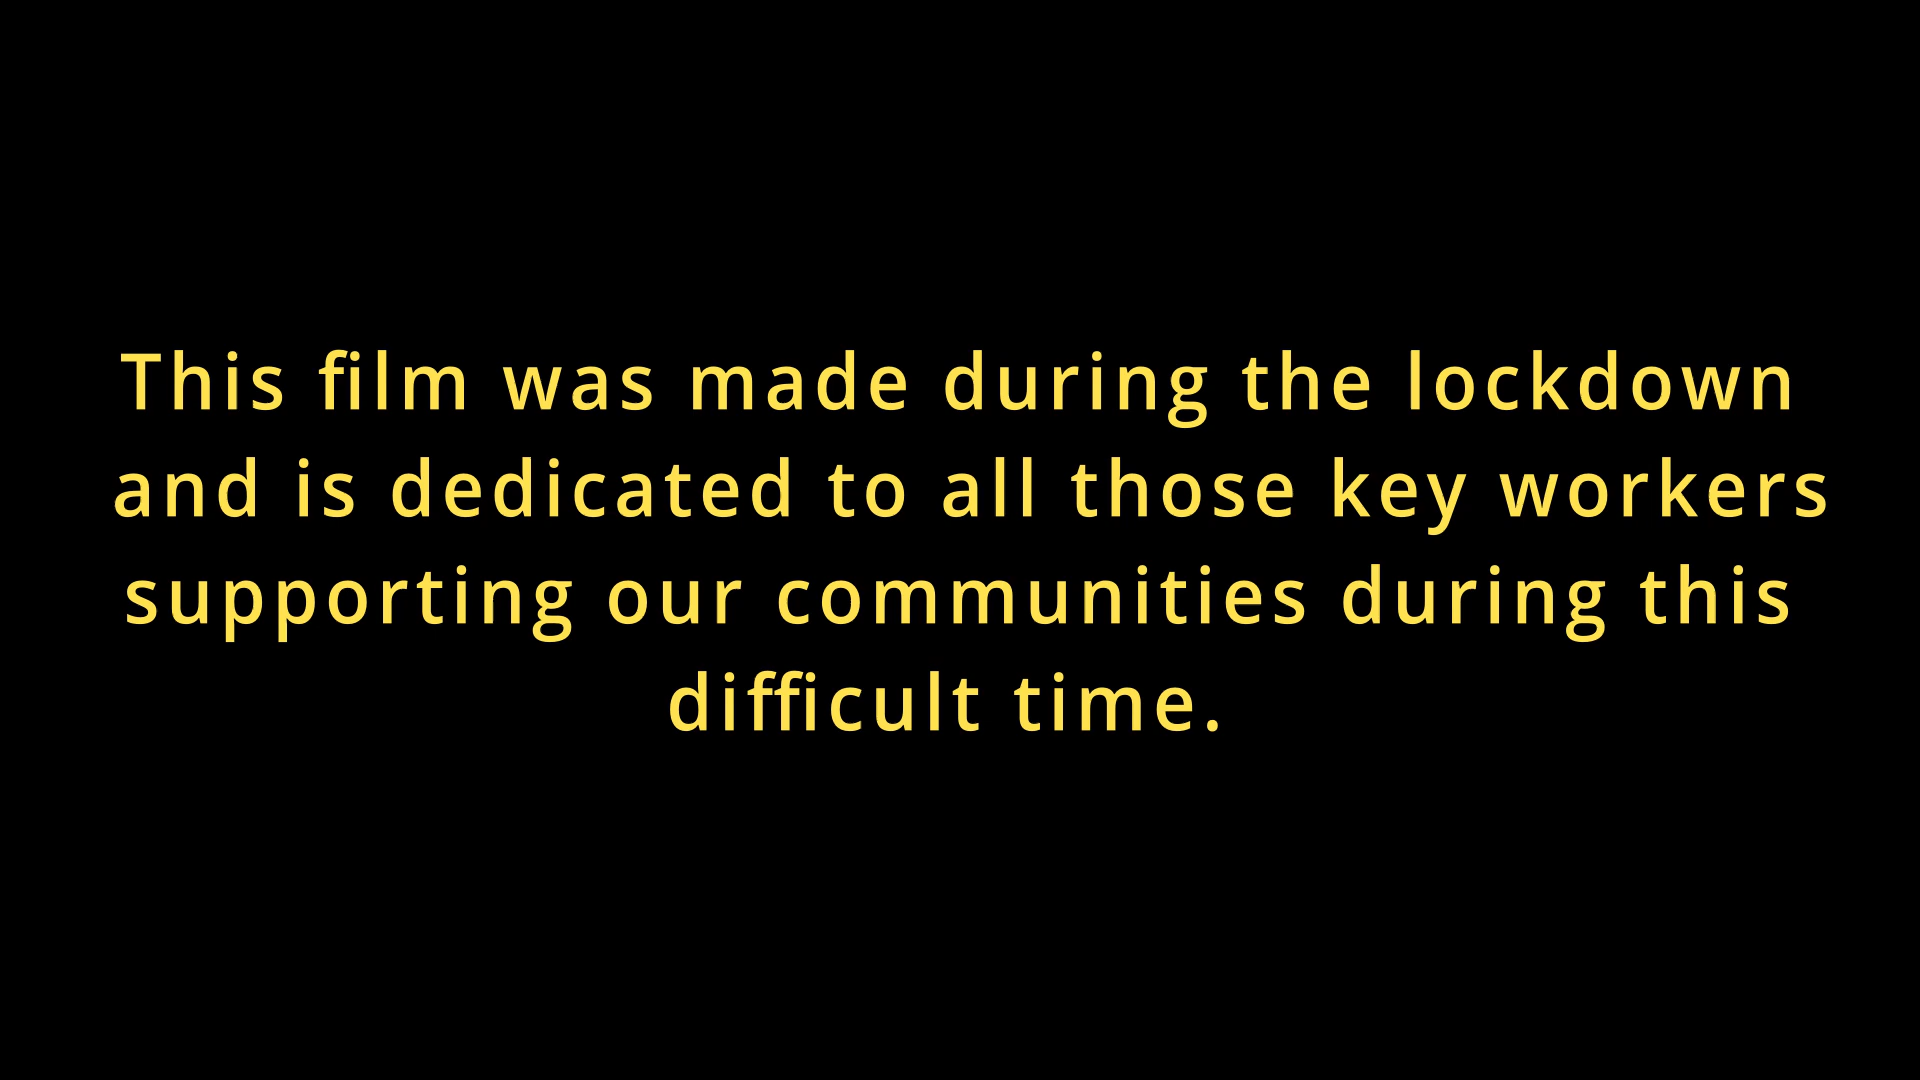 This film was made during the lockdown
and is dedicated to all those key workers
supporting our communities during this
difficult time.